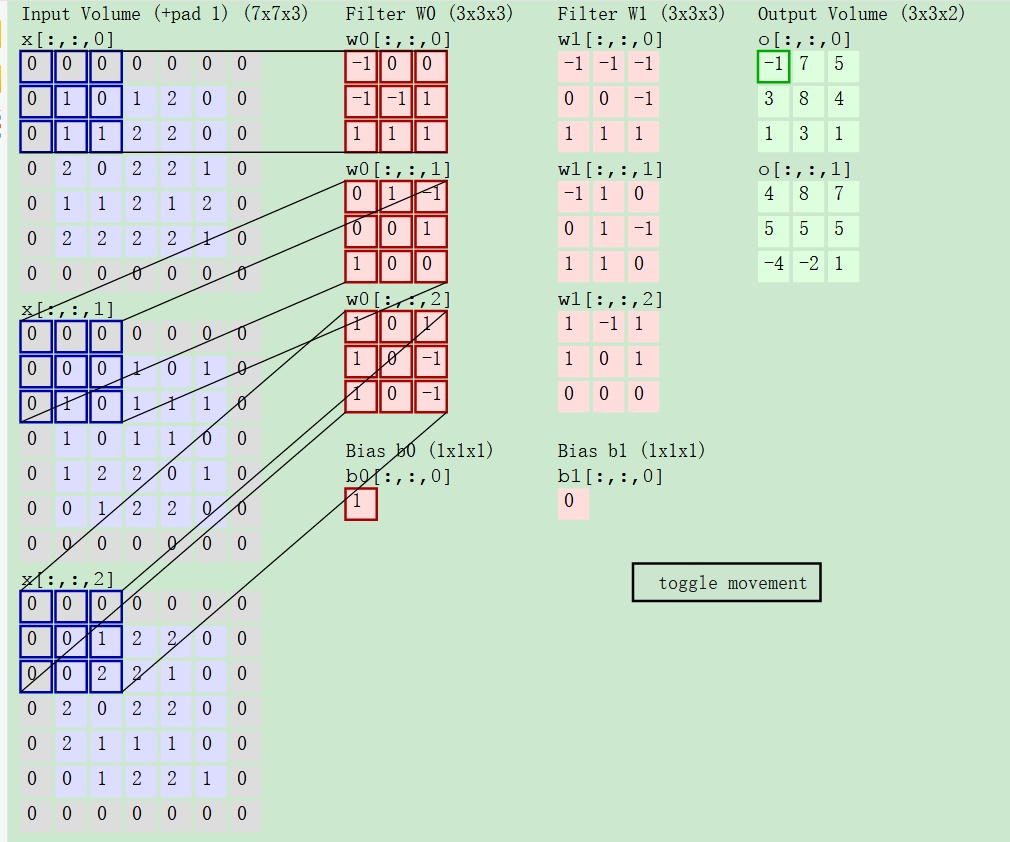 Input Volume (+pad 1) (7x7x3)
x[:,:,0]
0 0 0 0 0 0 0
0 1 0 1 2 0 0
0 1 1 2 2 0 0
0 2 0 2 2 1 0
0 1 1 2 1 2 0
0 2 2 2 2 1 0
0 0 0 0 0 0 0
x[:,:,1]
0 0 0 0 0 0 0
0 0 0 1 0 1 0
0 1 0 1 1 1 0
0 1 0 1 1 0 0
0 1 2 2 0 1 0
0 0 1 2 2 0 0
0 0 0 0 0 0 0
x[:,:,2]
0 0 0 0 0 0 0
0 0 1 2 2 0 0
0 0 2 2 1 0 0
0 2 0 2 2 0 0
0 2 1 1 1 0 0
0 0 1 2 2 1 0
0 0 0 0 0 0 0
Filter W0 (3x3x3)
w0[:,:,0]
-1 0 0
-1 -1 1
1 1 1
w0[:,:,1]
0 1 -1
0 0 1
1 0 0
w0[:,:,2]
1 0 1
1 0 -1
1 0 -1
Bias b0 (1x1x1)
b0[:,:,0]
1
Filter W1 (3x3x3)
w1[:,:,0]
-1 -1 -1
0 0 -1
1 1 1
w1[:,:,1]
-1 1 0
0 1 -1
1 1 0
w1[:,:,2]
1 -1 1
1 0 1
0 0 0
Bias b1 (1x1x1)
b1[:,:,0]
0
Output Volume (3x3x2)
o[:,:,0]
-1 7 5
3 8 4
1 3 1
o[:,:,1]
4 8 7
5 5 5
-4 -2 1
toggle movement